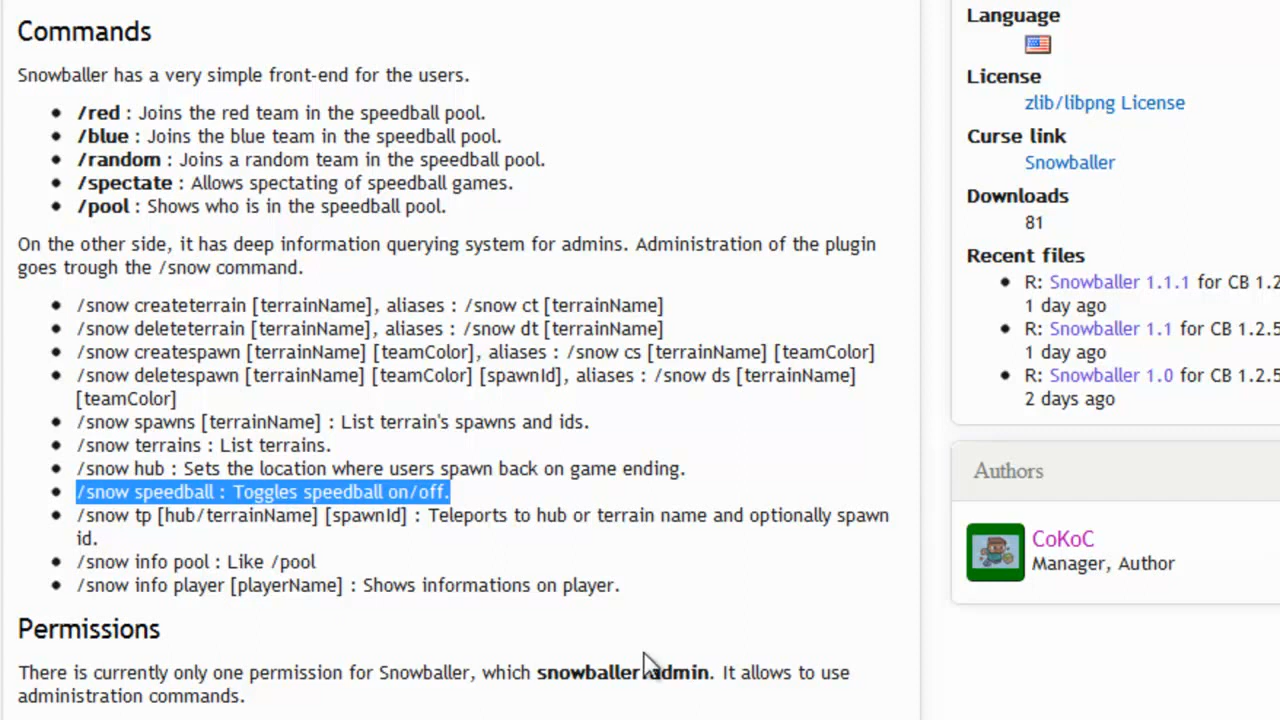 Commands
Snowballer has a very simple front-end for the users.
/red : Joins the red team in the speedball pool.
/blue : Joins the blue team in the speedball pool.
/random : Joins a random team in the speedball pool.
/spectate : Allows spectating of speedball games.
/pool : Shows who is in the speedball pool.
On the other side, it has deep information querying system for admins. Administration of the plugin
goes trough the /snow command.
/snow createterrain [terrainName], aliases : /snow ct [terrainName]
/snow deleteterrain [terrainName], aliases : /snow dt [terrainName]
/snow createspawn [terrainName] [teamColor], aliases : /snow cs [terrainName] [teamColor]
/snow deletespawn [terrainName] [teamColor] [spawnId], aliases : /snow ds [terrainName]
[teamColor]
/snow spawns [terrainName] : List terrain's spawns and ids.
/snow terrains : List terrains.
/snow hub : Sets the location where users spawn back on game ending.
/snow speedball : Toggles speedball on/off.
/snow tp [hub/terrainName] [spawnId] : Teleports to hub or terrain name and optionally spawn
id.
/snow info pool : Like /pool
/snow info player [playerName] : Shows informations on player.
Permissions
There is currently only one permission for Snowballer, which snowballer.admin. It allows to use
administration commands.
Language
License
zlib/libpng License
Curse link
Snowballer
Downloads
81
Recent files
R: Snowballer 1.1.1 for CB 1.2
1 day ago
R: Snowballer 1.1 for CB 1.2.5
1 day ago
R: Snowballer 1.0 for CB 1.2.5
2 days ago
Authors
CoKoC
Manager, Author